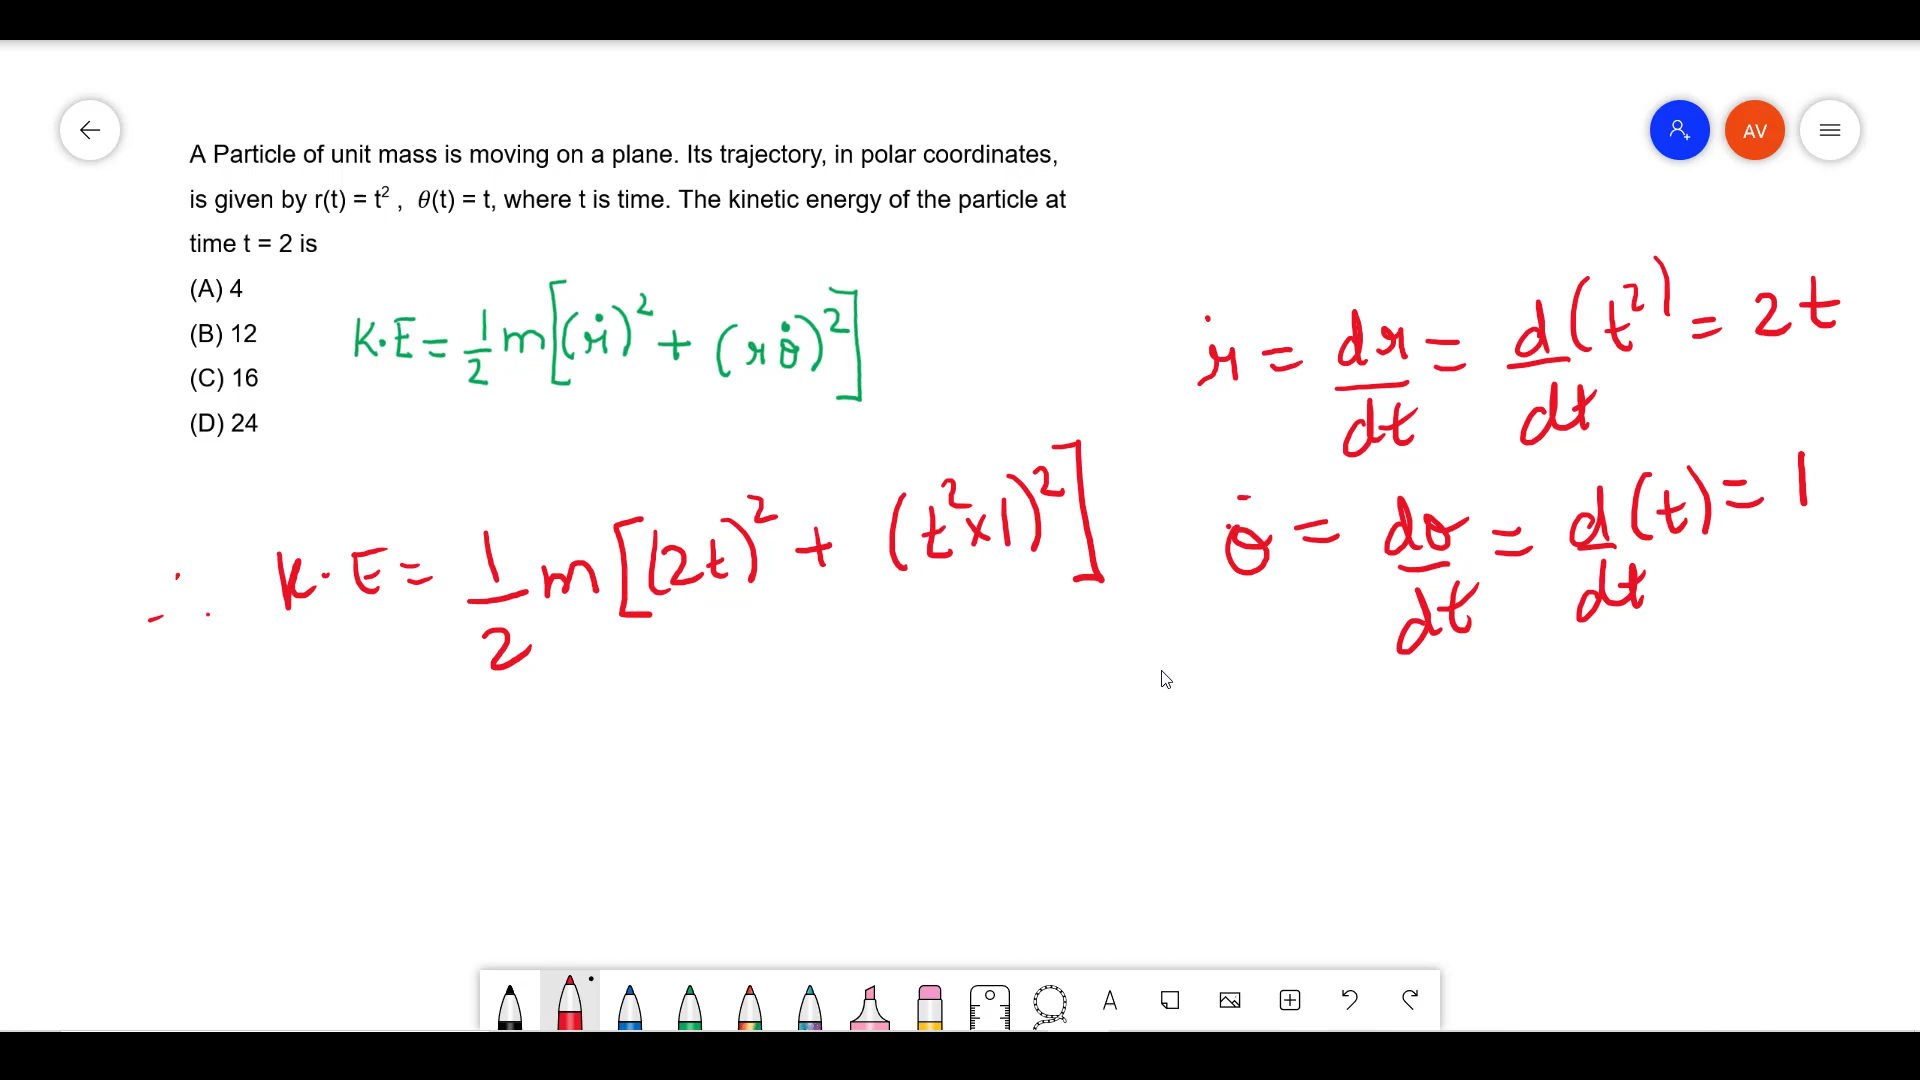 AV
A Particle of unit mass is moving on a plane. Its trajectory, in polar coordinates,
is given by r(t) = t² , θ(t) = t, where t is time. The kinetic energy of the particle at
time t = 2 is
(A) 4
(B) 12
(C) 16
(D) 24
K.E = 1/2 m[(ṙ)² + (rθ̇)²]
ṙ = dr/dt = d/dt (t²) = 2t
θ̇ = dθ/dt = d/dt (t) = 1
∴ K.E = 1/2 m[(2t)² + (t²×1)²]
A